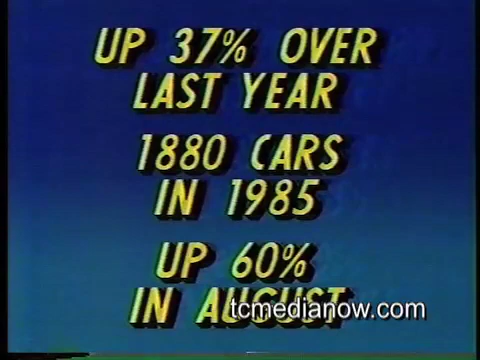 UP 37% OVER
LAST YEAR
1880 CARS
IN 1985
UP 60%
IN AUGUST
tcmedianow.com